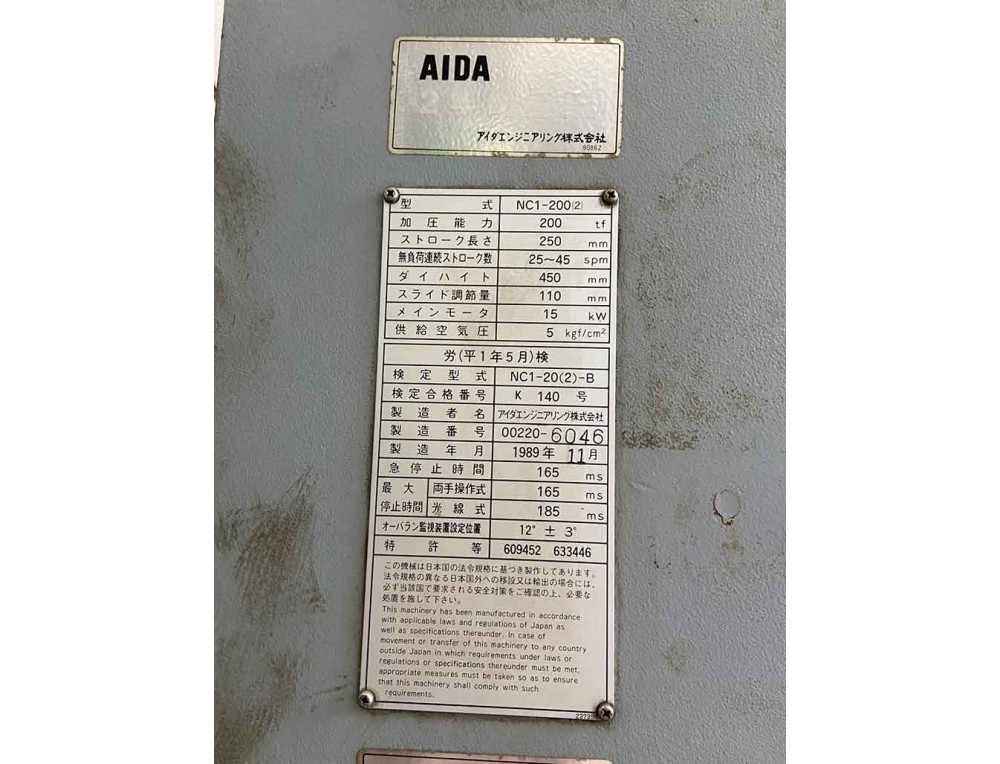 AIDA
アイダエンジニアリング株式会社
9086Z
型式 NC1-200(2)
加圧能力 200 tf
ストローク長さ 250 mm
無負荷連続ストローク数 25〜45 spm
ダイハイト 450 mm
スライド調節量 110 mm
メインモータ 15 kW
供給空気圧 5 kgf/cm²
労(平1年5月)検
検定型式 NC1-20(2)-B
検定合格番号 K 140 号
製造者名 アイダエンジニアリング株式会社
製造番号 00220-6046
製造年月 1989年 11月
急停止時間 165 ms
最大停止時間 両手操作式 165 ms
光線式 185 ms
オーバラン監視装置設定位置 12° ± 3°
特許等 609452 633446
この機械は日本国の法令規格に基づき製作してあります。
法令規格の異なる日本国外への移設又は輸出の場合には、
必ず当該国で要求される安全対策をご確認の上、必要な
処置を施して下さい。
This machinery has been manufactured in accordance
with applicable laws and regulations of Japan as
well as specifications thereunder. In case of
movement or transfer of this machinery to any country
outside Japan in which requirements under laws or
regulations or specifications thereunder must be met,
appropriate measures must be taken so as to ensure
that this machinery shall comply with such
requirements.